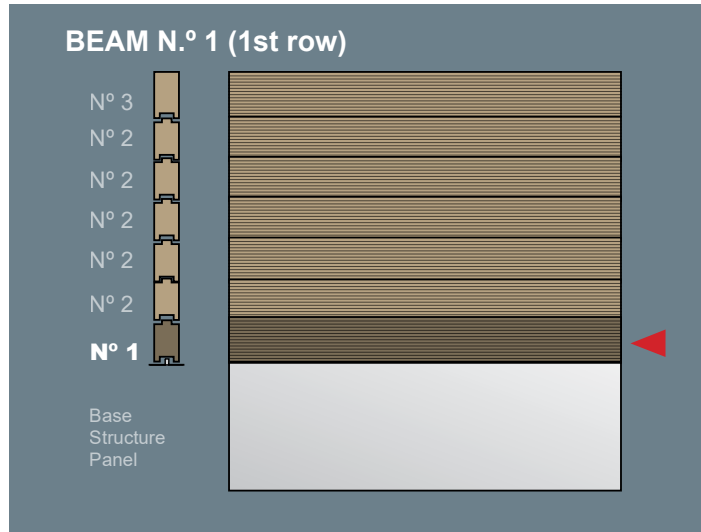 BEAM N.º 1 (1st row)
Nº 3
Nº 2
Nº 2
Nº 2
Nº 2
Nº 2
Nº 1
Base
Structure
Panel